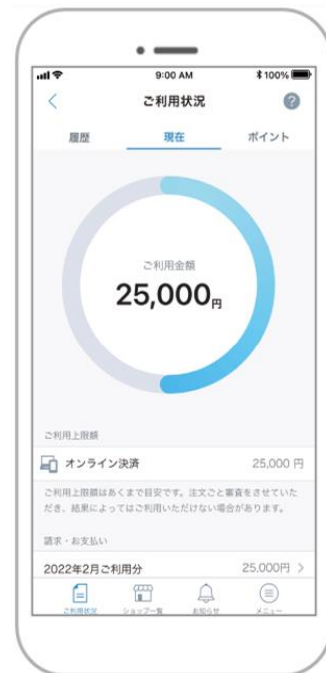 9:00 AM
100%
ご利用状況
?
履歴 現在 ポイント
ご利用金額
25,000円
ご利用上限額
オンライン決済 25,000 円
ご利用上限額はあくまで目安です。注文ごと審査をさせていた
だき、結果によってはご利用いただけない場合があります。
請求・お支払い
2022年2月ご利用分 25,000円
ご利用状況 ショップ一覧 お知らせ メニュー